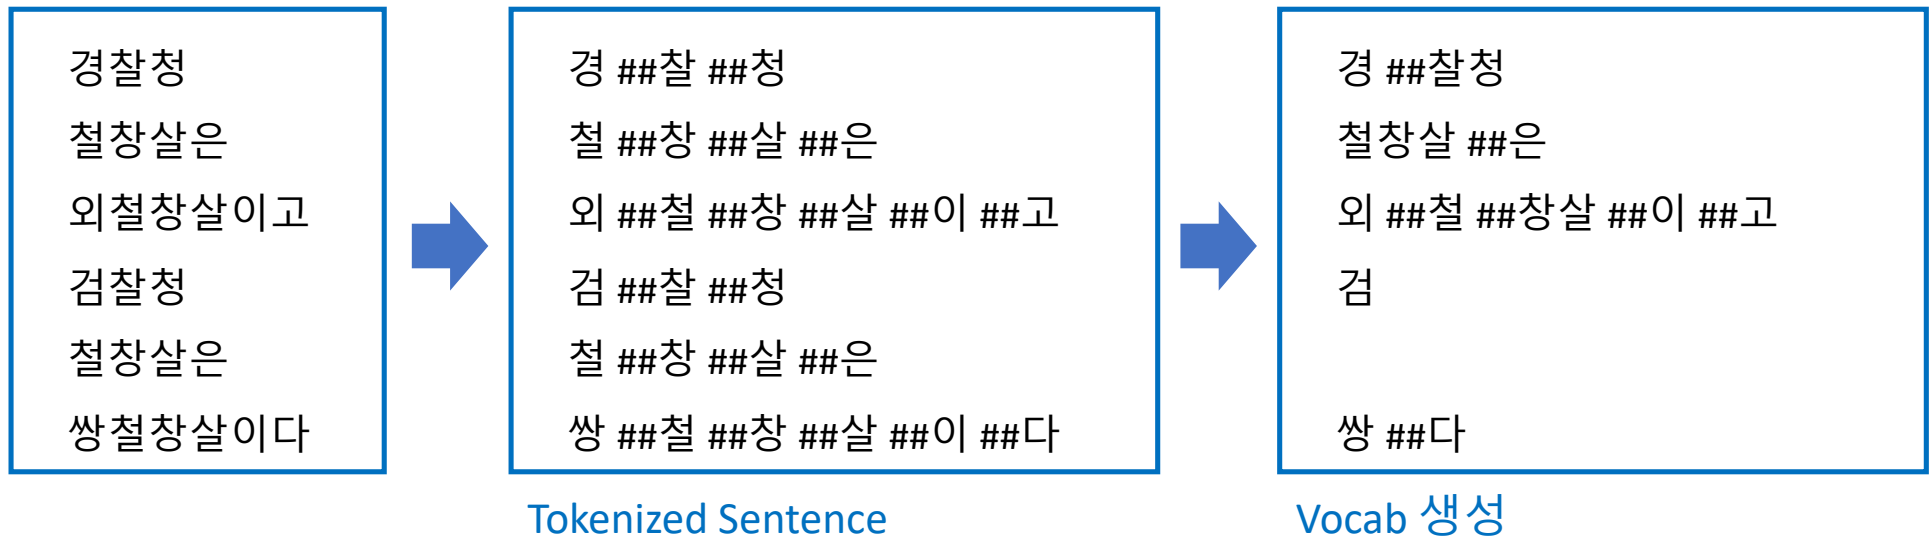 경찰청
철창살은
외철창살이고
검찰청
철창살은
쌍철창살이다
경 ##찰 ##청
철 ##창 ##살 ##은
외 ##철 ##창 ##살 ##이 ##고
검 ##찰 ##청
철 ##창 ##살 ##은
쌍 ##철 ##창 ##살 ##이 ##다
Tokenized Sentence
경 ##찰청
철창살 ##은
외 ##철 ##창살 ##이 ##고
검
쌍 ##다
Vocab 생성